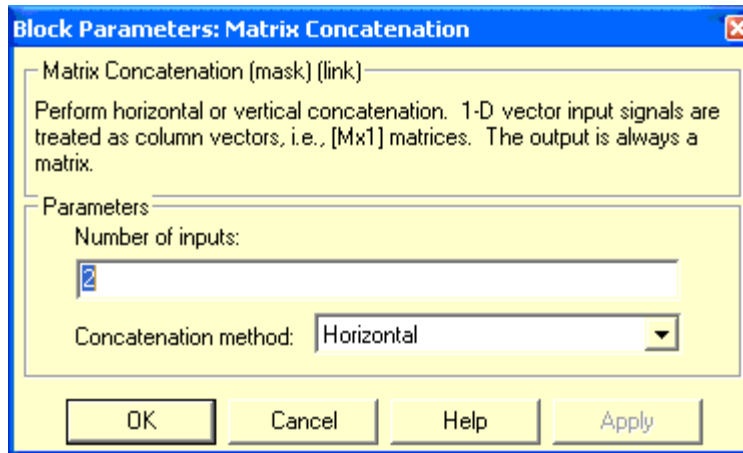 Block Parameters: Matrix Concatenation
Matrix Concatenation (mask) (link)
Perform horizontal or vertical concatenation. 1-D vector input signals are
treated as column vectors, i.e., [Mx1] matrices. The output is always a
matrix.
Parameters
Number of inputs:
2
Concatenation method: Horizontal
OK Cancel Help Apply